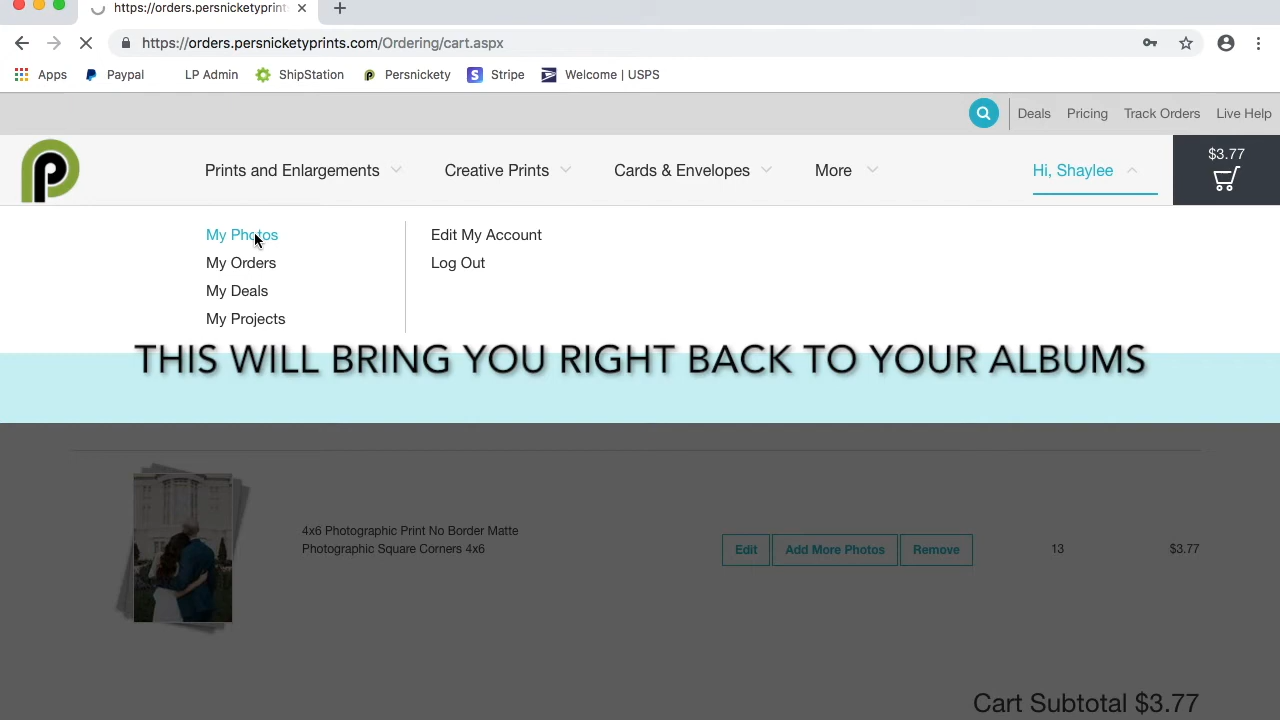 https://orders.persnicketyprint
https://orders.persnicketyprints.com/Ordering/cart.aspx
Apps Paypal LP Admin ShipStation Persnickety Stripe Welcome | USPS
Deals Pricing Track Orders Live Help
Prints and Enlargements Creative Prints Cards & Envelopes More Hi, Shaylee $3.77
My Photos Edit My Account
My Orders Log Out
My Deals
My Projects
THIS WILL BRING YOU RIGHT BACK TO YOUR ALBUMS
4x6 Photographic Print No Border Matte
Photographic Square Corners 4x6
Edit Add More Photos Remove 13 $3.77
Cart Subtotal $3.77